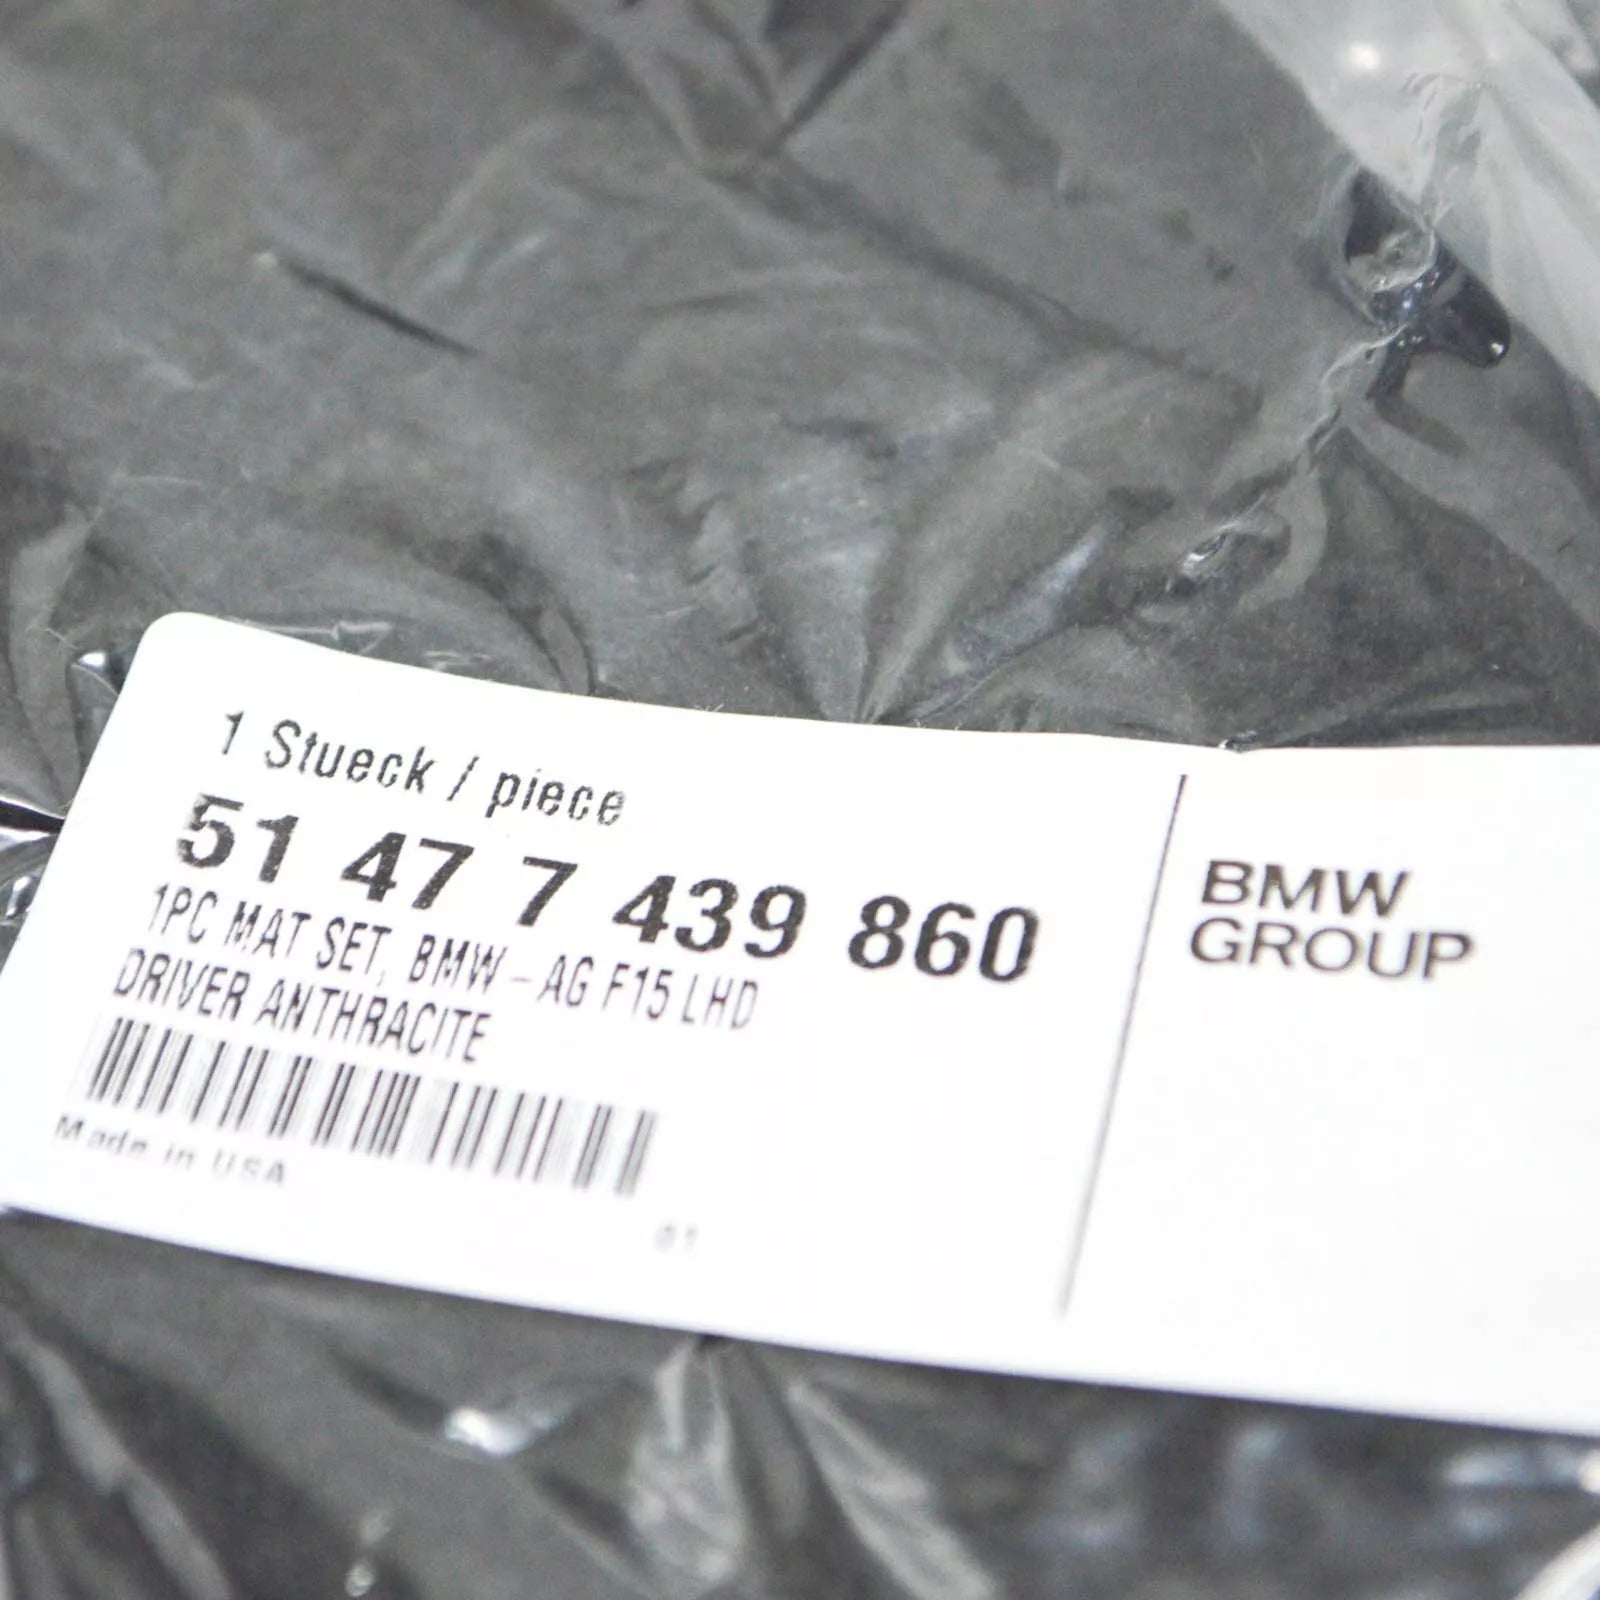 1 Stueck / piece
51 47 7 439 860
1PC MAT SET, BMW-AG F15 LHD
DRIVER ANTHRACITE
Made in USA
01
BMW
GROUP